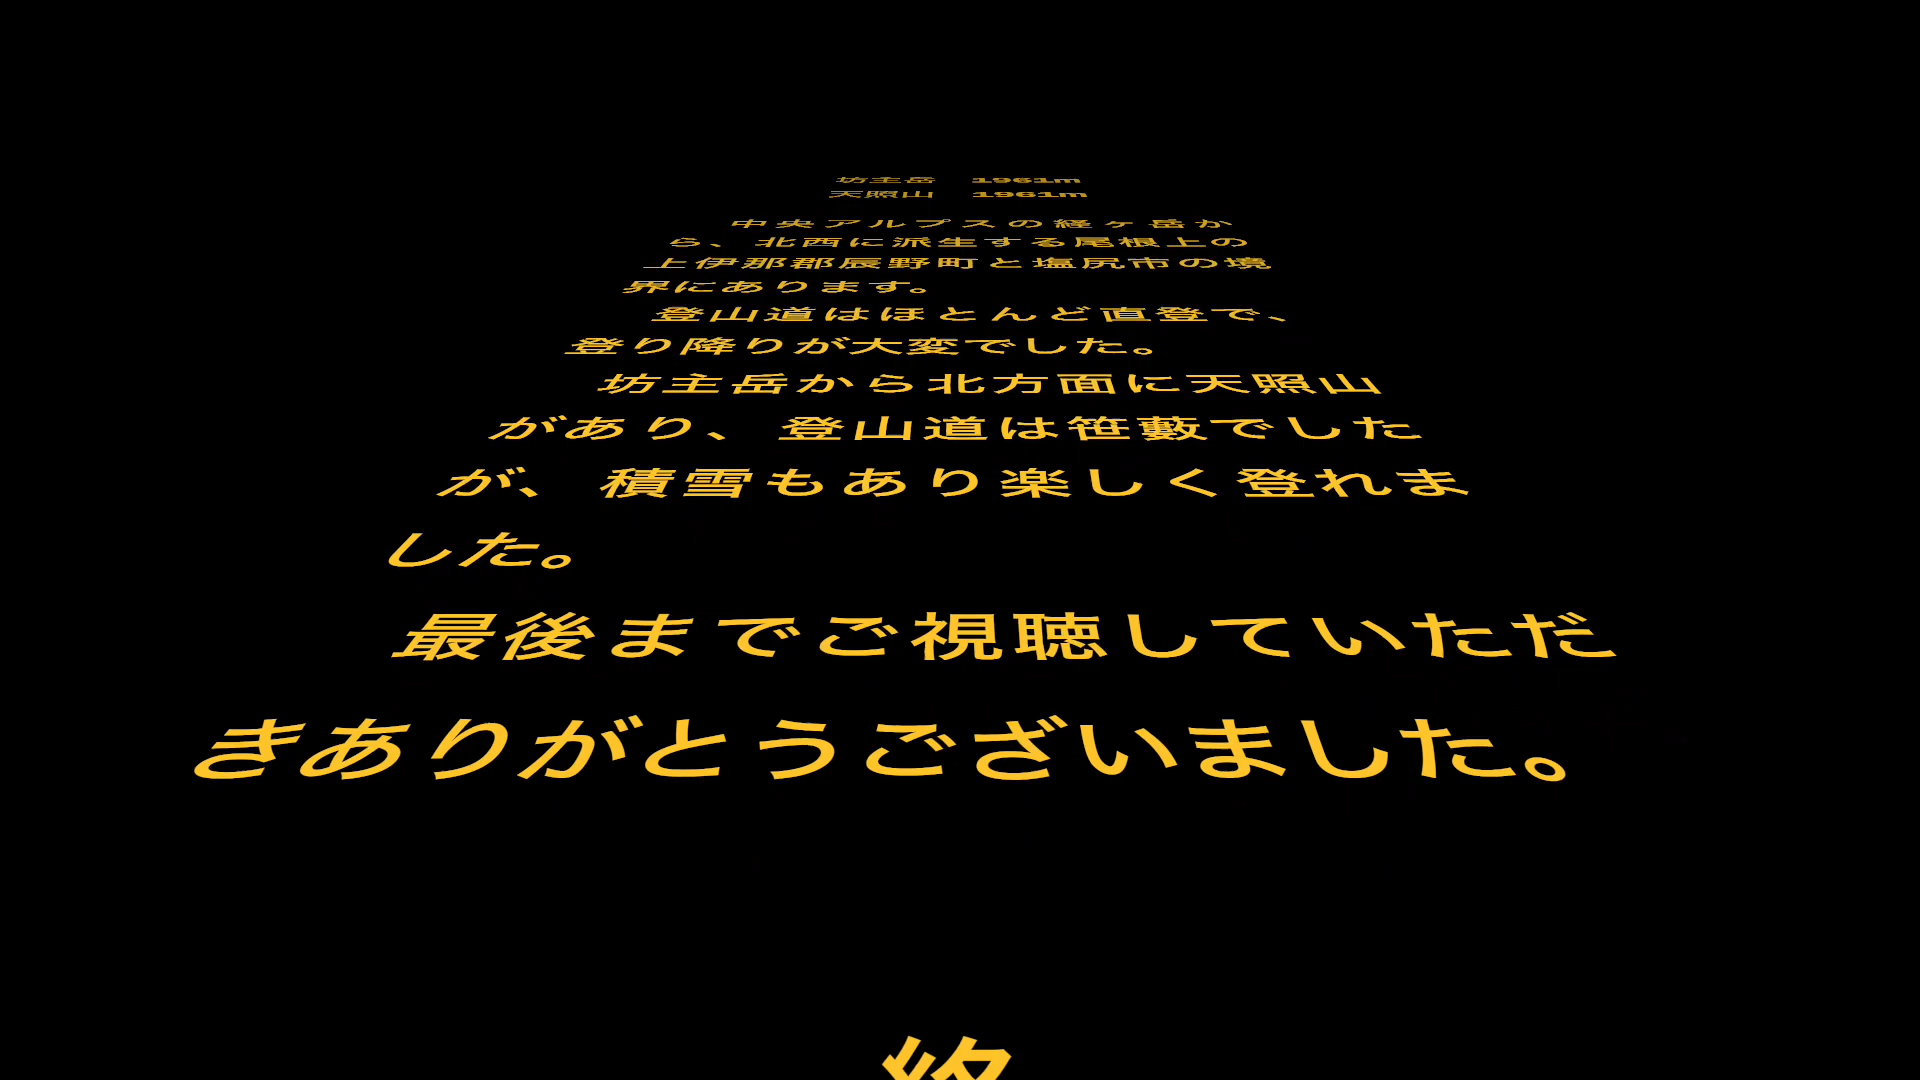 坊主岳　1961m
天照山　1961m
中央アルプスの経ヶ岳か
ら、北西に派生する尾根上の
上伊那郡辰野町と塩尻市の境
界にあります。
登山道はほとんど直登で、
登り降りが大変でした。
坊主岳から北方面に天照山
があり、登山道は笹藪でした
が、積雪もあり楽しく登れま
した。
最後までご視聴していただ
きありがとうございました。